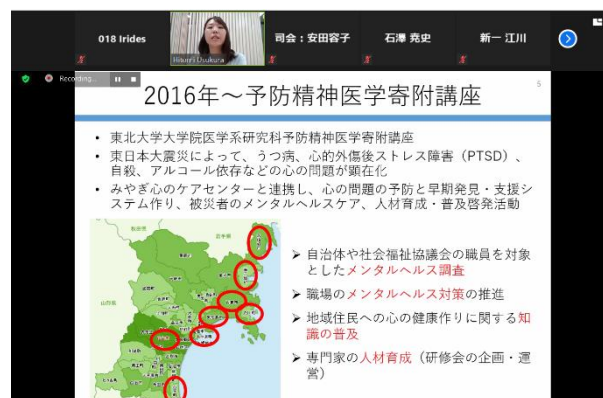 018 Irides
司会：安田容子
石澤 堯史
新一 江川
Recording...
5
2016年～予防精神医学寄附講座
• 東北大学大学院医学系研究科予防精神医学寄附講座
• 東日本大震災によって、うつ病、心的外傷後ストレス障害（PTSD）、
自殺、アルコール依存などの心の問題が顕在化
• みやぎ心のケアセンターと連携し、心の問題の予防と早期発見・支援シ
ステム作り、被災者のメンタルヘルスケア、人材育成・普及啓発活動
➢ 自治体や社会福祉協議会の職員を対象
としたメンタルヘルス調査
➢ 職場のメンタルヘルス対策の推進
➢ 地域住民への心の健康作りに関する知
識の普及
➢ 専門家の人材育成（研修会の企画・運
営）
秋田県
岩手県
山形県